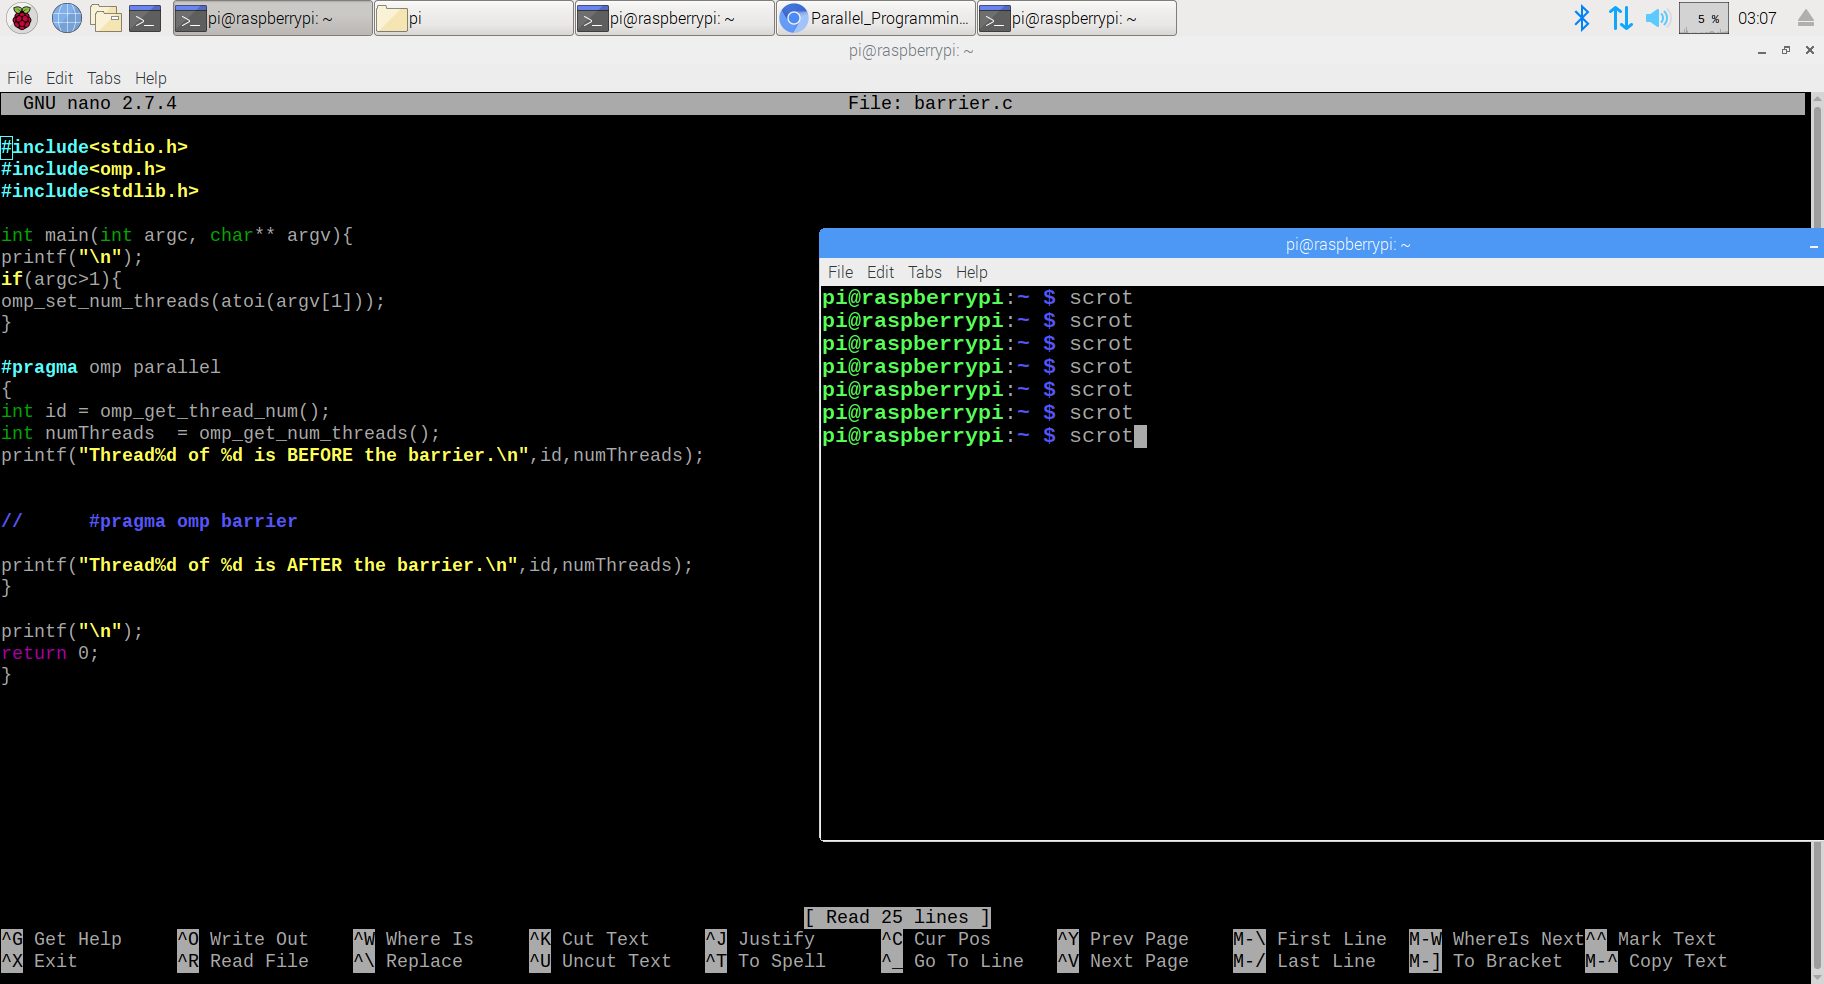 pi@raspberrypi: ~
pi
pi@raspberrypi: ~
Parallel_Programmin...
pi@raspberrypi: ~
5 %
03:07
pi@raspberrypi: ~
File Edit Tabs Help
GNU nano 2.7.4 File: barrier.c
#include<stdio.h>
#include<omp.h>
#include<stdlib.h>
int main(int argc, char** argv){
printf("\n");
if(argc>1){
omp_set_num_threads(atoi(argv[1]));
}
#pragma omp parallel
{
int id = omp_get_thread_num();
int numThreads  = omp_get_num_threads();
printf("Thread%d of %d is BEFORE the barrier.\n",id,numThreads);
//      #pragma omp barrier
printf("Thread%d of %d is AFTER the barrier.\n",id,numThreads);
}
printf("\n");
return 0;
}
pi@raspberrypi: ~
File Edit Tabs Help
pi@raspberrypi:~ $ scrot
pi@raspberrypi:~ $ scrot
pi@raspberrypi:~ $ scrot
pi@raspberrypi:~ $ scrot
pi@raspberrypi:~ $ scrot
pi@raspberrypi:~ $ scrot
pi@raspberrypi:~ $ scrot
[ Read 25 lines ]
^G Get Help ^O Write Out ^W Where Is ^K Cut Text ^J Justify ^C Cur Pos ^Y Prev Page M-\ First Line M-W WhereIs Next ^^ Mark Text
^X Exit ^R Read File ^\ Replace ^U Uncut Text ^T To Spell ^_ Go To Line ^V Next Page M-/ Last Line M-] To Bracket M-^ Copy Text